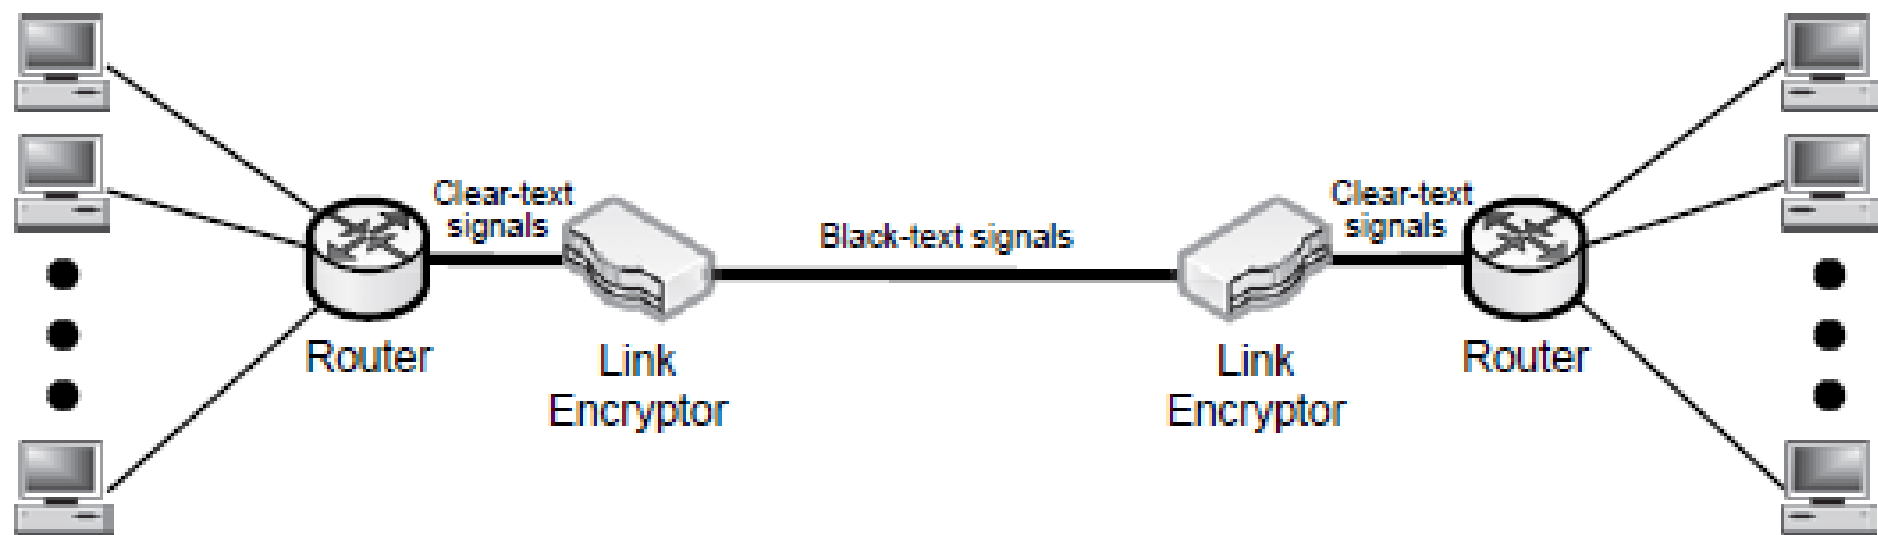 Clear-text
signals
Black-text signals
Clear-text
signals
Router
Link
Encryptor
Link
Encryptor
Router